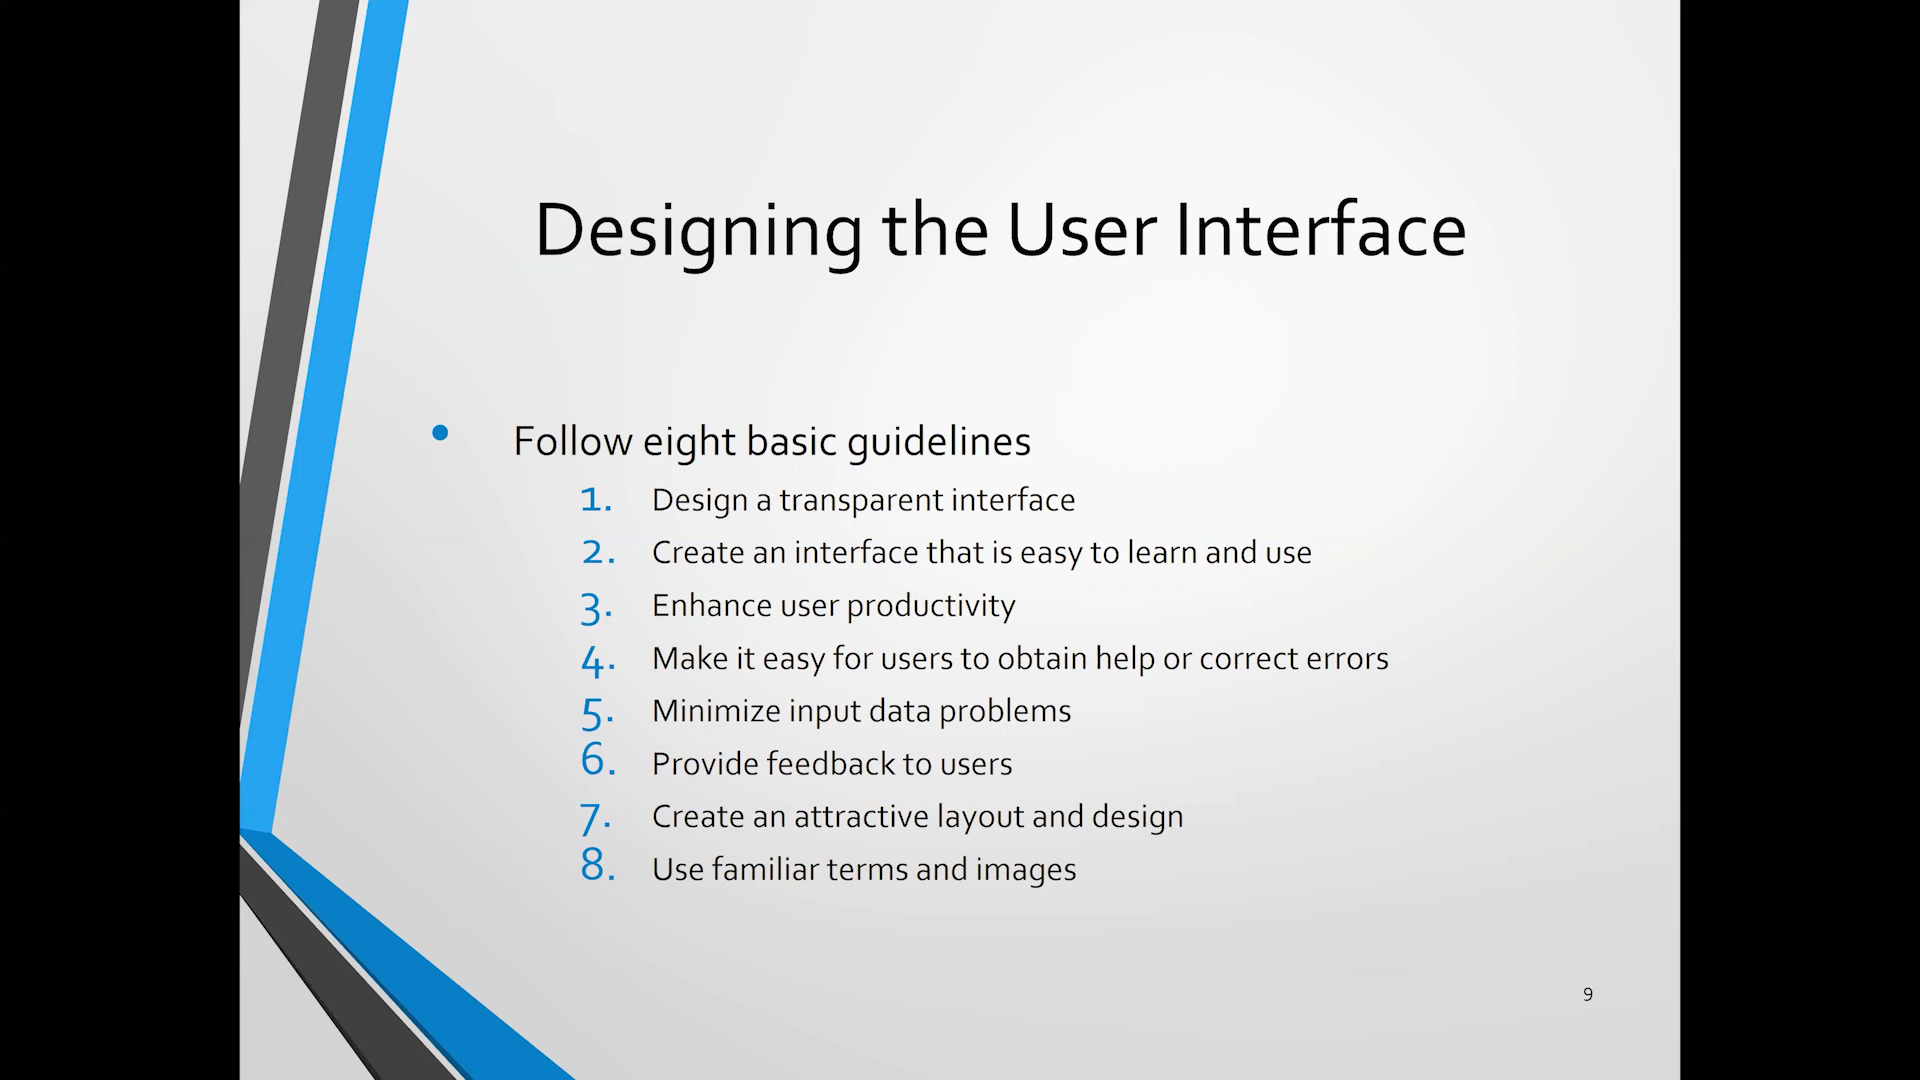 Designing the User Interface
• Follow eight basic guidelines
1. Design a transparent interface
2. Create an interface that is easy to learn and use
3. Enhance user productivity
4. Make it easy for users to obtain help or correct errors
5. Minimize input data problems
6. Provide feedback to users
7. Create an attractive layout and design
8. Use familiar terms and images
9